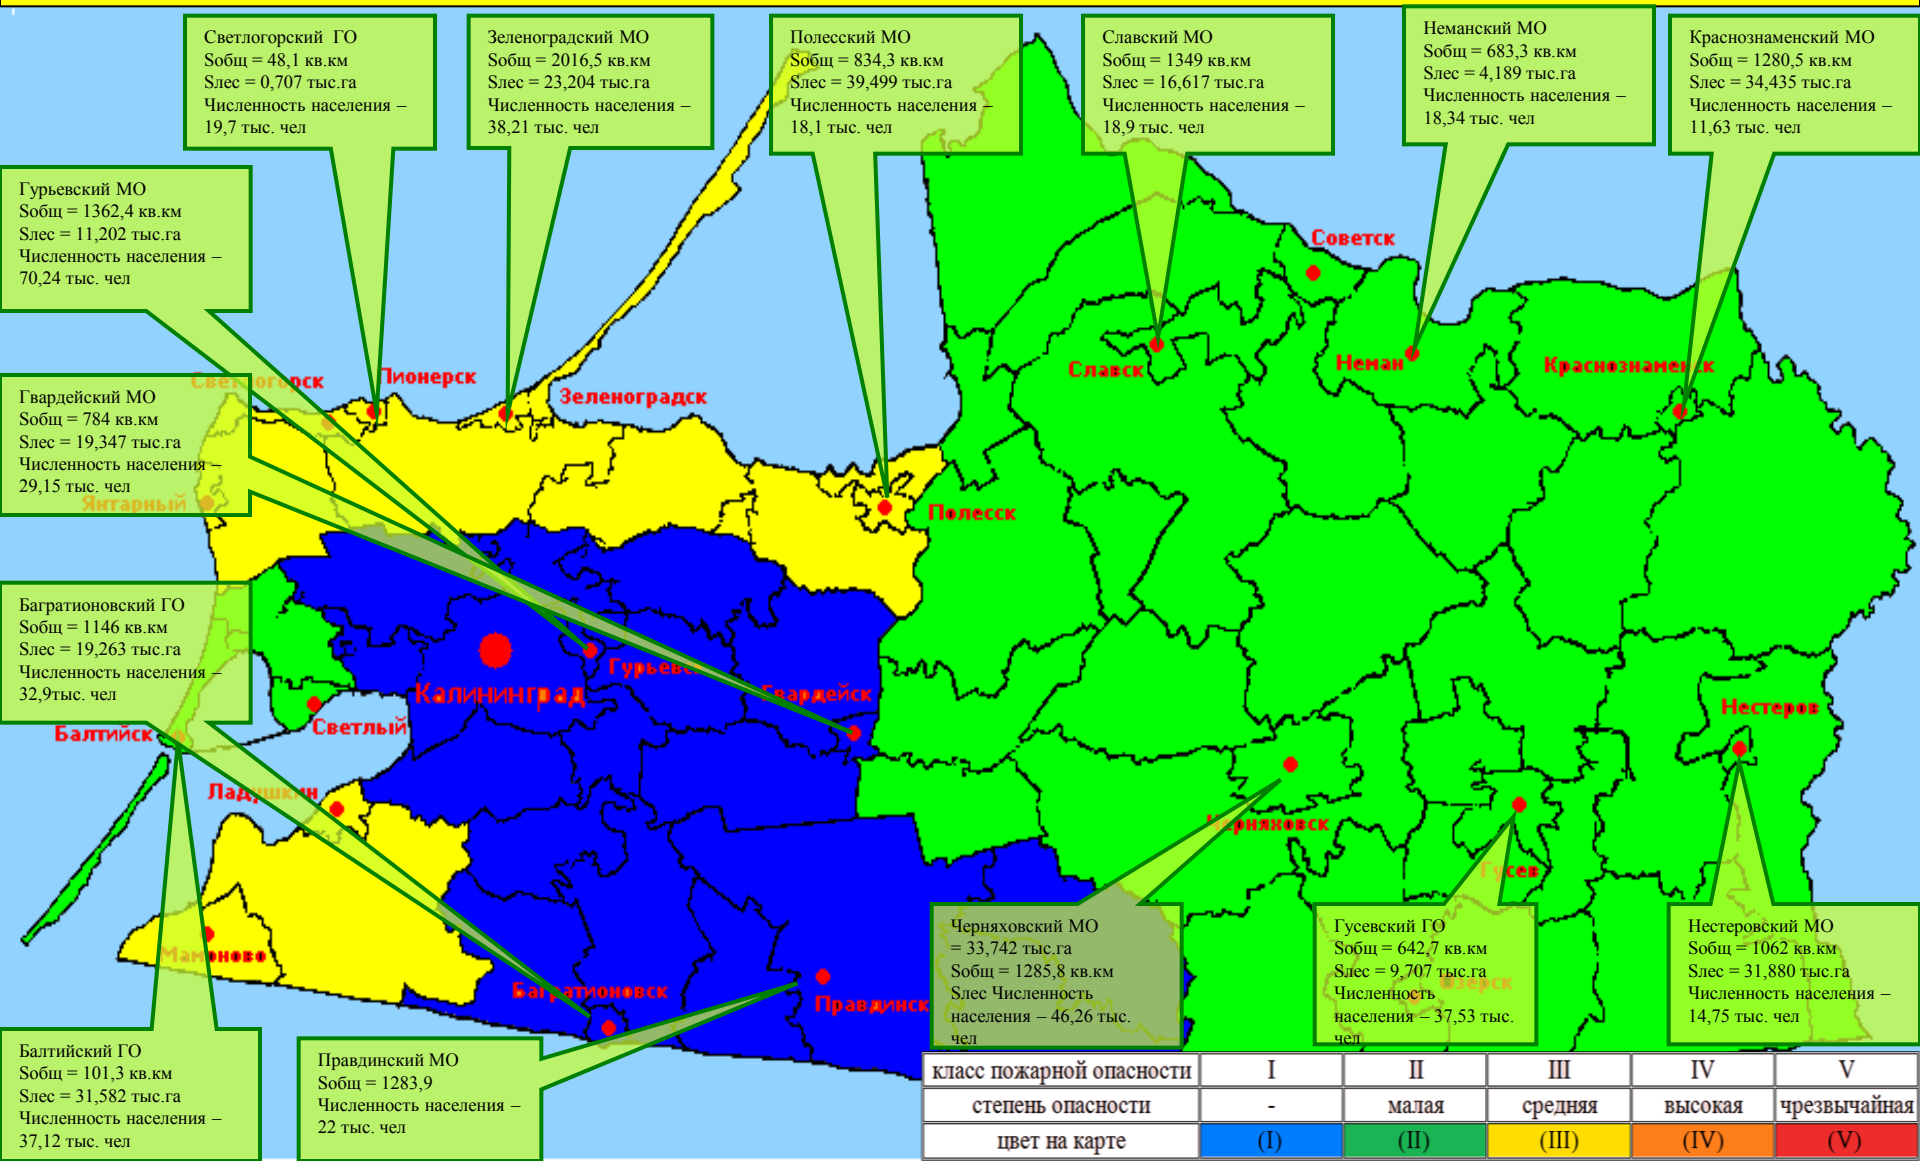 Светлогорский ГО
Sобщ = 48,1 кв.км
Sлес = 0,707 тыс.га
Численность населения –
19,7 тыс. чел
Зеленоградский МО
Sобщ = 2016,5 кв.км
Sлес = 23,204 тыс.га
Численность населения –
38,21 тыс. чел
Полесский МО
Sобщ = 834,3 кв.км
Sлес = 39,499 тыс.га
Численность населения –
18,1 тыс. чел
Славский МО
Sобщ = 1349 кв.км
Sлес = 16,617 тыс.га
Численность населения –
18,9 тыс. чел
Неманский МО
Sобщ = 683,3 кв.км
Sлес = 4,189 тыс.га
Численность населения –
18,34 тыс. чел
Краснознаменский МО
Sобщ = 1280,5 кв.км
Sлес = 34,435 тыс.га
Численность населения –
11,63 тыс. чел
Гурьевский МО
Sобщ = 1362,4 кв.км
Sлес = 11,202 тыс.га
Численность населения –
70,24 тыс. чел
Советск
Славск
Неман
Краснознаменск
Светлогорск
Пионерск
Зеленоградск
Гвардейский МО
Sобщ = 784 кв.км
Sлес = 19,347 тыс.га
Численность населения –
29,15 тыс. чел
Янтарный
Полесск
Багратионовский ГО
Sобщ = 1146 кв.км
Sлес = 19,263 тыс.га
Численность населения –
32,9тыс. чел
Гурьевск
Калининград
Гвардейск
Нестеров
Балтийск
Светлый
Ладушкин
Черняховск
Гусев
Мамоново
Багратионовск
Правдинск
Озерск
Черняховский МО
= 33,742 тыс.га
Sобщ = 1285,8 кв.км
Sлес Численность
населения – 46,26 тыс.
чел
Гусевский ГО
Sобщ = 642,7 кв.км
Sлес = 9,707 тыс.га
Численность
населения – 37,53 тыс.
чел
Нестеровский МО
Sобщ = 1062 кв.км
Sлес = 31,880 тыс.га
Численность населения –
14,75 тыс. чел
Балтийский ГО
Sобщ = 101,3 кв.км
Sлес = 31,582 тыс.га
Численность населения –
37,12 тыс. чел
Правдинский МО
Sобщ = 1283,9
Численность населения –
22 тыс. чел
класс пожарной опасности I II III IV V
степень опасности - малая средняя высокая чрезвычайная
цвет на карте (I) (II) (III) (IV) (V)